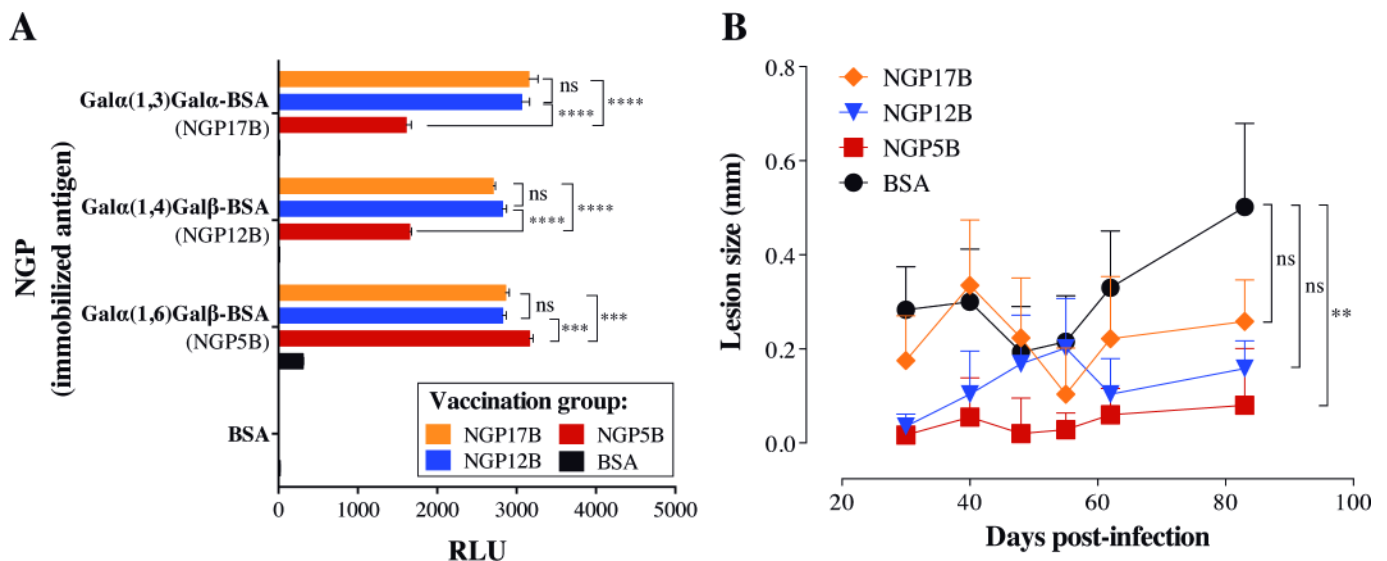 A
NGP
(immobilized antigen)
Galα(1,3)Galα-BSA
(NGP17B)
Galα(1,4)Galβ-BSA
(NGP12B)
Galα(1,6)Galβ-BSA
(NGP5B)
BSA
ns
****
****
ns
****
****
ns
***
***
Vaccination group:
NGP17B NGP5B
NGP12B BSA
0 1000 2000 3000 4000 5000
RLU
B
Lesion size (mm)
0.8
0.6
0.4
0.2
0.0
NGP17B
NGP12B
NGP5B
BSA
ns
ns
**
20 40 60 80 100
Days post-infection